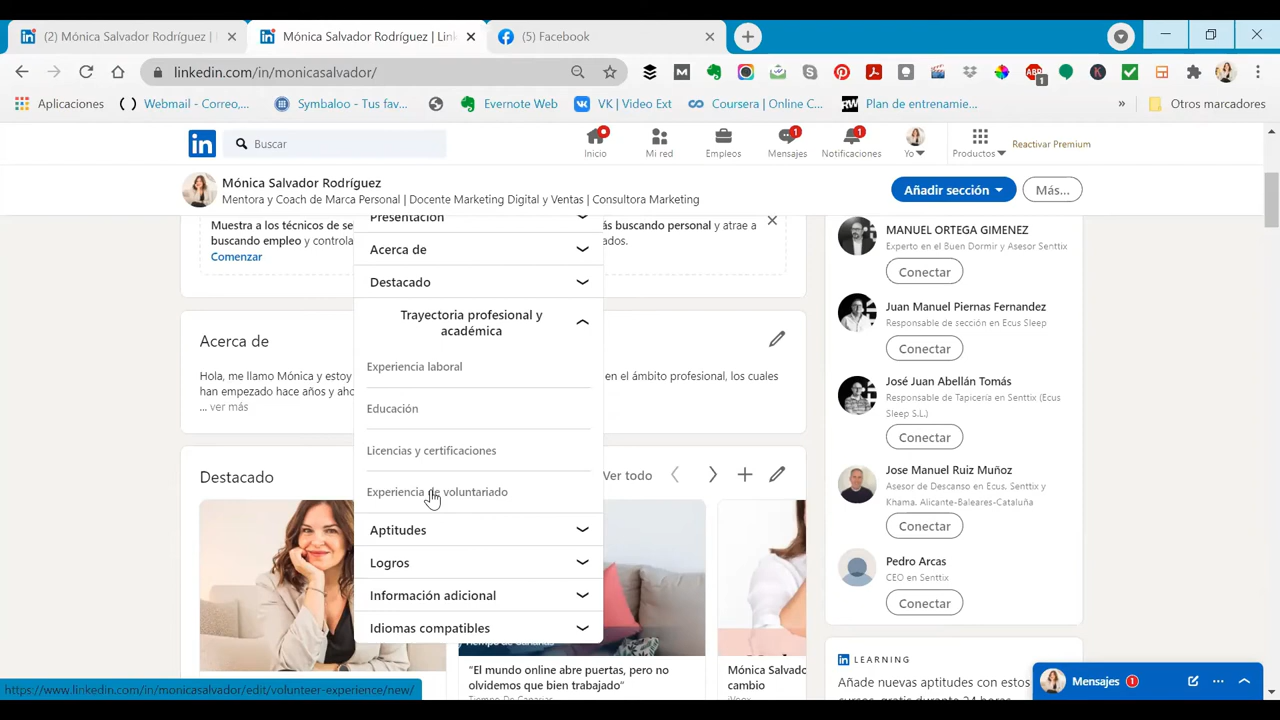 (2) Mónica Salvador Rodríguez |
Mónica Salvador Rodríguez | Link
(5) Facebook
linkedin.com/in/monicasalvador/
Aplicaciones
Webmail - Correo,...
Symbaloo - Tus fav...
Evernote Web
VK | Video Ext
Coursera | Online C...
Plan de entrenamie...
Otros marcadores
Buscar
Inicio
Mi red
Empleos
Mensajes
Notificaciones
Yo
Productos
Reactivar Premium
Mónica Salvador Rodríguez
Mentora y Coach de Marca Personal | Docente Marketing Digital y Ventas | Consultora Marketing
Añadir sección
Más...
Muestra a los técnicos de se
buscando empleo y controla
Comenzar
ás buscando personal y atrae a
os.
Presentación
Acerca de
Destacado
Trayectoria profesional y
académica
Experiencia laboral
Educación
Licencias y certificaciones
Experiencia de voluntariado
Aptitudes
Logros
Información adicional
Idiomas compatibles
Acerca de
Hola, me llamo Mónica y estoy
han empezado hace años y aho
... ver más
en el ámbito profesional, los cuales
Destacado
Ver todo
"El mundo online abre puertas, pero no
olvidemos que bien trabajado"
Tiempo De Canarias
Mónica Salvado
cambio
iVoox
MANUEL ORTEGA GIMENEZ
Experto en el Buen Dormir y Asesor
Senttix
Conectar
Juan Manuel Piernas Fernandez
Responsable de sección en Ecus Sleep
Conectar
José Juan Abellán Tomás
Responsable de Tapicería en Senttix (Ecus
Sleep S.L.)
Conectar
Jose Manuel Ruiz Muñoz
Asesor de Descanso en Ecus, Senttix y
Khama, Alicante-Baleares-Cataluña
Conectar
Pedro Arcas
CEO en Senttix
Conectar
LEARNING
Añade nuevas aptitudes con estos
Mensajes 1
https://www.linkedin.com/in/monicasalvador/edit/volunteer-experience/new/